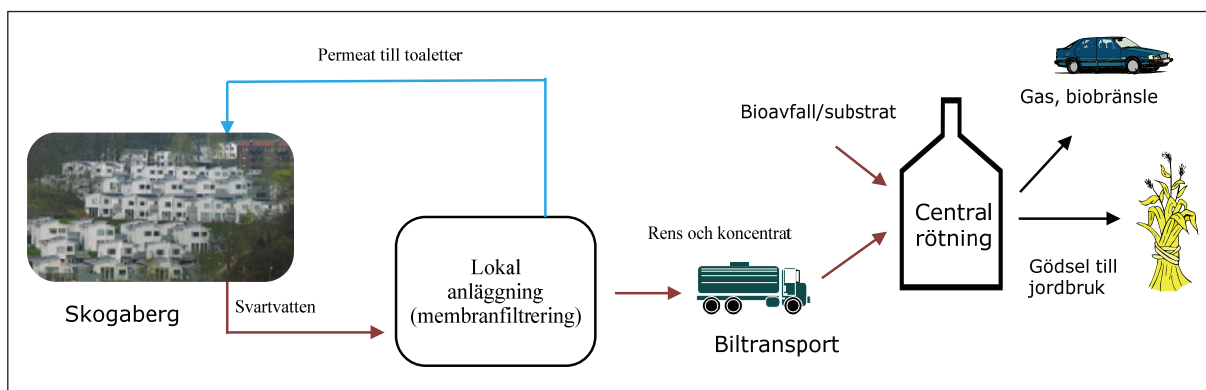 Permeat till toaletter
Skogaberg
Svartvatten
Lokal
anläggning
(membranfiltrering)
Rens och koncentrat
Biltransport
Bioavfall/substrat
Central
rötning
Gas, biobränsle
Gödsel till
jordbruk